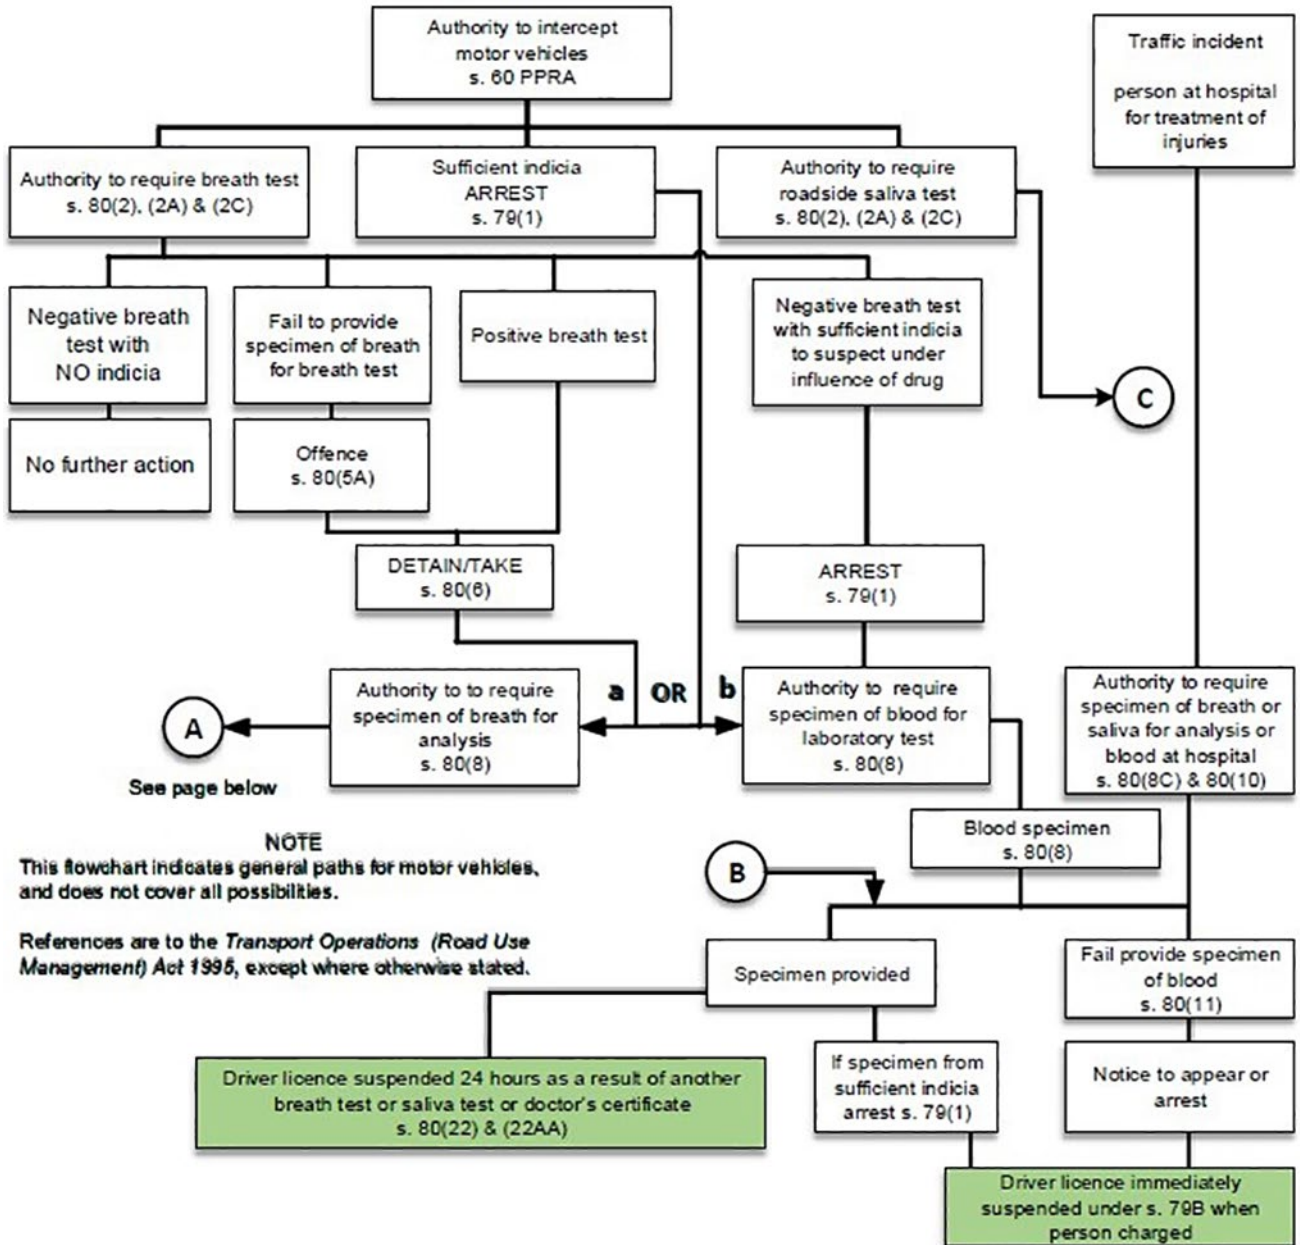 Authority to intercept
motor vehicles
s. 60 PPRA
Traffic incident
person at hospital
for treatment of
injuries
Authority to require breath test
s. 80(2), (2A) & (2C)
Sufficient indicia
ARREST
s. 79(1)
Authority to require
roadside saliva test
s. 80(2), (2A) & (2C)
Negative breath
test with
NO indicia
Fail to provide
specimen of breath
for breath test
Positive breath test
Negative breath test
with sufficient indicia
to suspect under
influence of drug
C
No further action
Offence
s. 80(5A)
DETAIN/TAKE
s. 80(6)
ARREST
s. 79(1)
A
See page below
Authority to to require
specimen of breath for
analysis
s. 80(8)
a OR b
Authority to require
specimen of blood for
laboratory test
s. 80(8)
Authority to require
specimen of breath or
saliva for analysis or
blood at hospital
s. 80(8C) & 80(10)
NOTE
This flowchart indicates general paths for motor vehicles,
and does not cover all possibilities.
References are to the Transport Operations (Road Use
Management) Act 1995, except where otherwise stated.
B
Blood specimen
s. 80(8)
Specimen provided
Fail provide specimen
of blood
s. 80(11)
Driver licence suspended 24 hours as a result of another
breath test or saliva test or doctor's certificate
s. 80(22) & (22AA)
If specimen from
sufficient indicia
arrest s. 79(1)
Notice to appear or
arrest
Driver licence immediately
suspended under s. 79B when
person charged